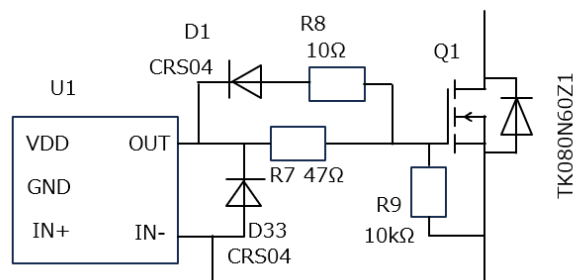 D1
R8
10Ω
CRS04
Q1
U1
VDD
OUT
GND
R7 47Ω
IN+
IN-
D33
CRS04
R9
10kΩ
TK080N60Z1